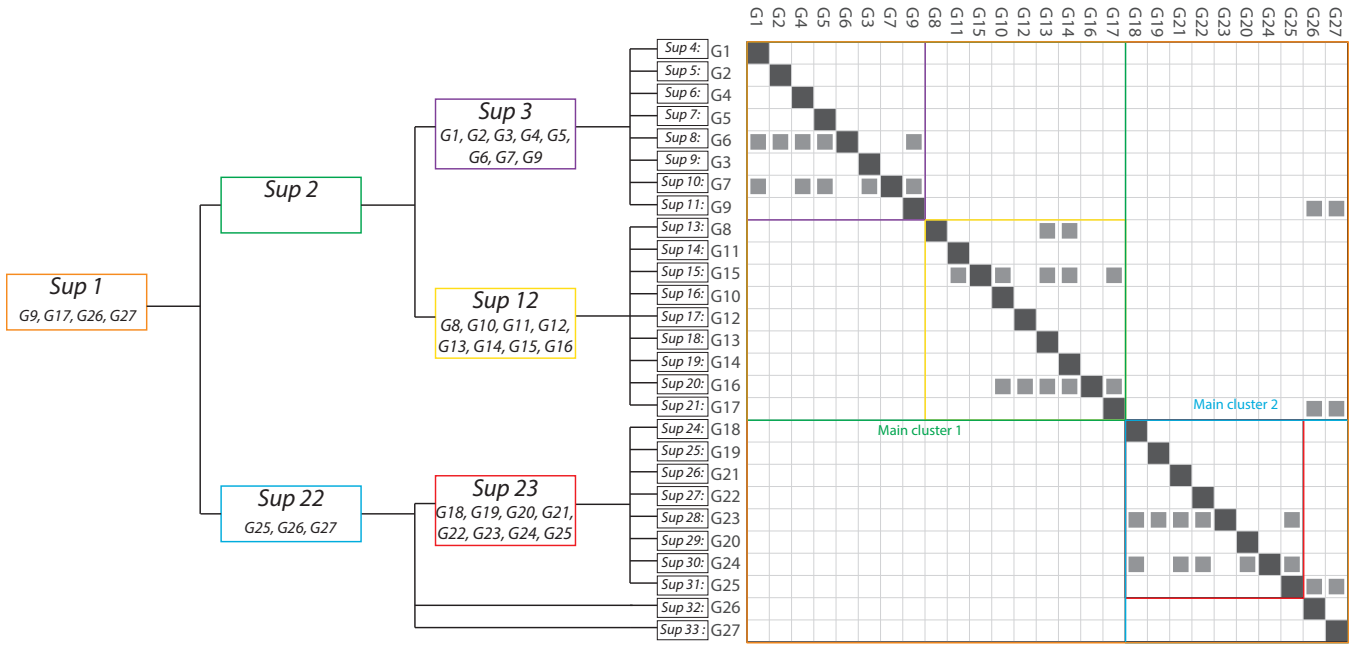 G1 G2 G4 G5 G6 G3 G7 G9 G8 G11 G15 G10 G12 G13 G14 G16 G17 G18 G19 G21 G22 G23 G20 G24 G25 G26 G27
Sup 1
G9, G17, G26, G27
Sup 2
Sup 22
G25, G26, G27
Sup 3
G1, G2, G3, G4, G5,
G6, G7, G9
Sup 12
G8, G10, G11, G12,
G13, G14, G15, G16
Sup 23
G18, G19, G20, G21,
G22, G23, G24, G25
Sup 4: G1
Sup 5: G2
Sup 6: G4
Sup 7: G5
Sup 8: G6
Sup 9: G3
Sup 10: G7
Sup 11: G9
Sup 13: G8
Sup 14: G11
Sup 15: G15
Sup 16: G10
Sup 17: G12
Sup 18: G13
Sup 19: G14
Sup 20: G16
Sup 21: G17
Sup 24: G18
Sup 25: G19
Sup 26: G21
Sup 27: G22
Sup 28: G23
Sup 29: G20
Sup 30: G24
Sup 31: G25
Sup 32: G26
Sup 33 : G27
Main cluster 2
Main cluster 1